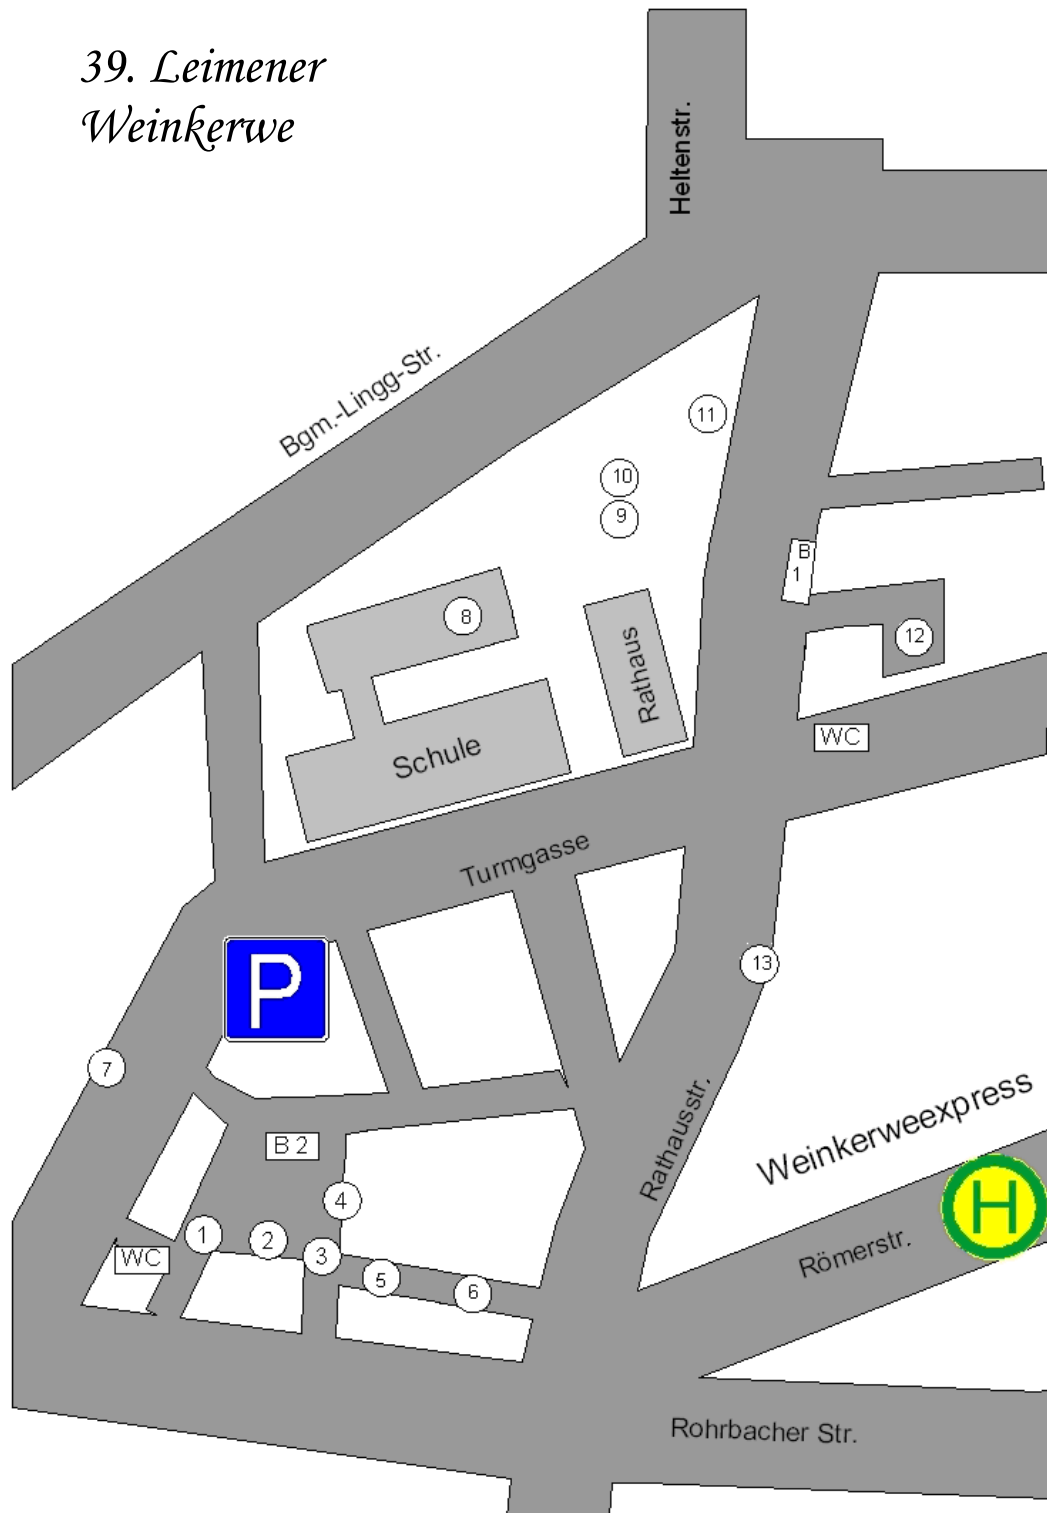 39. Leimener
Weinkerwe
Heltenstr.
Bgm.-Lingg-Str.
11
10
9
B
1
8
12
Rathaus
WC
Schule
Turmgasse
P
13
7
Rathausstr.
Weinkerweexpress
B 2
4
H
1
2
3
WC
5
6
Römerstr.
Rohrbacher Str.